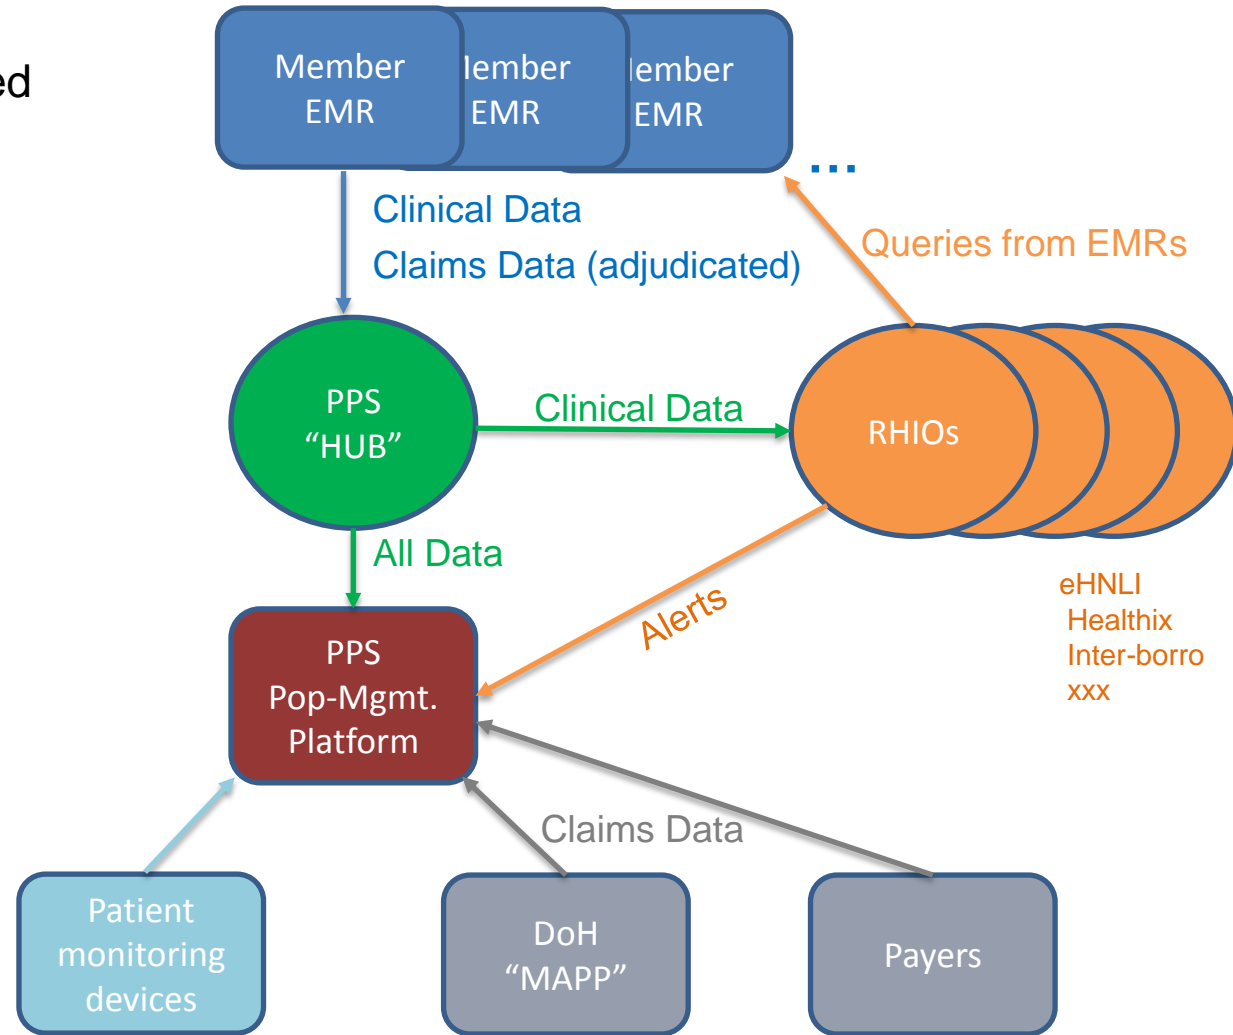 ed
Member
EMR
Member
EMR
Member
EMR
...
Clinical Data
Claims Data (adjudicated)
Queries from EMRs
PPS
“HUB”
Clinical Data
RHIOs
All Data
Alerts
eHNLI
Healthix
Inter-borro
xxx
PPS
Pop-Mgmt.
Platform
Claims Data
Patient
monitoring
devices
DoH
“MAPP”
Payers